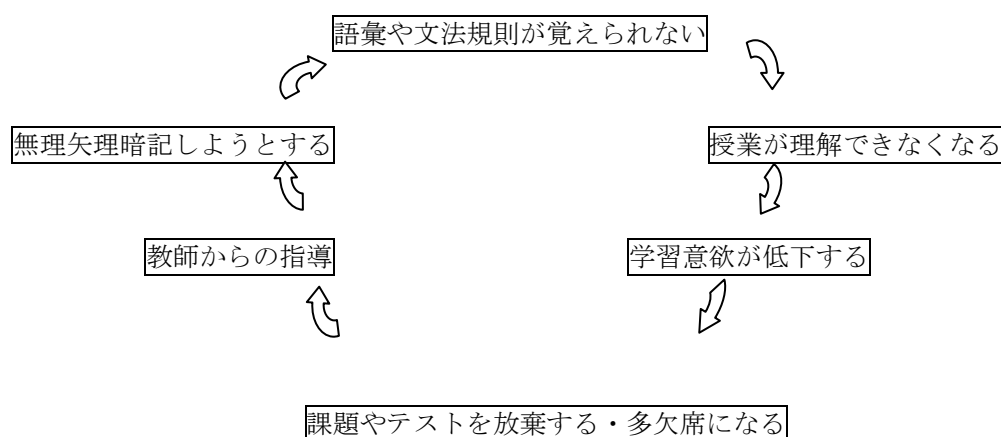 語彙や文法規則が覚えられない
無理矢理暗記しようとする
授業が理解できなくなる
教師からの指導
学習意欲が低下する
課題やテストを放棄する・多欠席になる